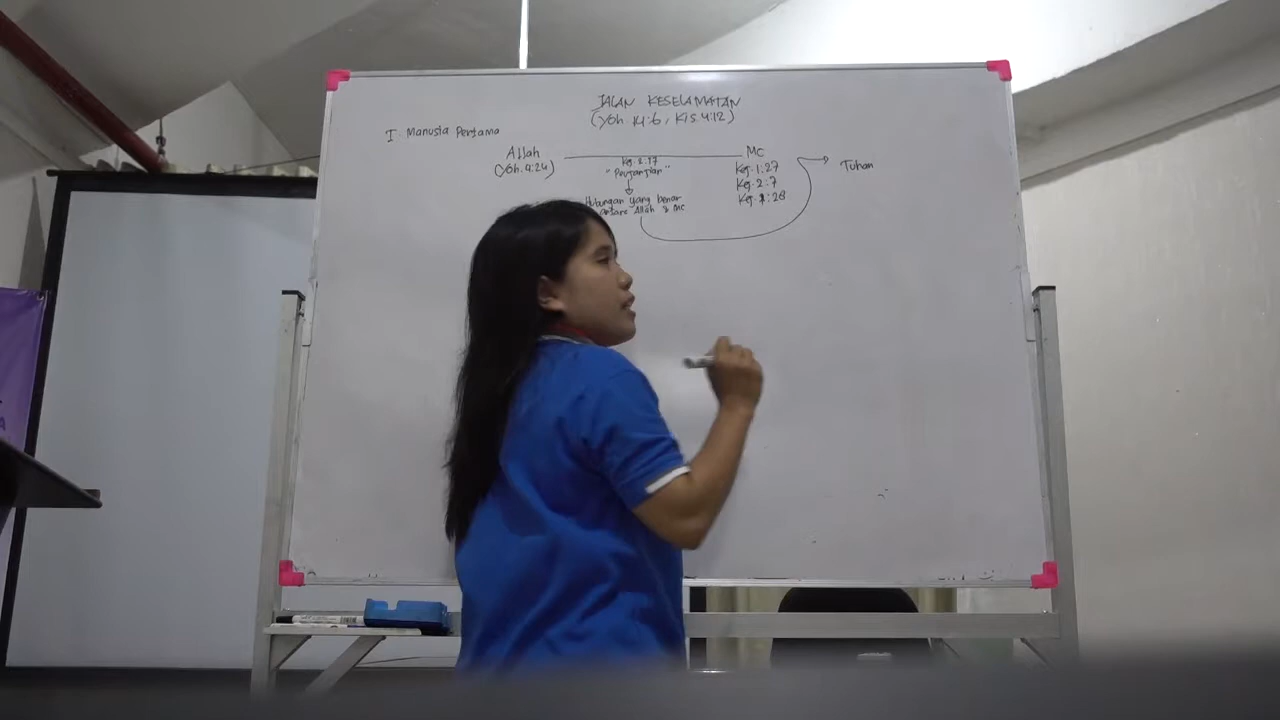 JALAN KESELAMATAN
(Yoh. 14:6, Kis. 4:12)
I. Manusia Pertama
Allah
(Yoh. 4:24)
Kej. 2:17
"Perjanjian"
Hubungan yang benar
antara Allah & MC
MC
Kej. 1:27
Kej. 2:7
Kej. 1:28
Tuhan